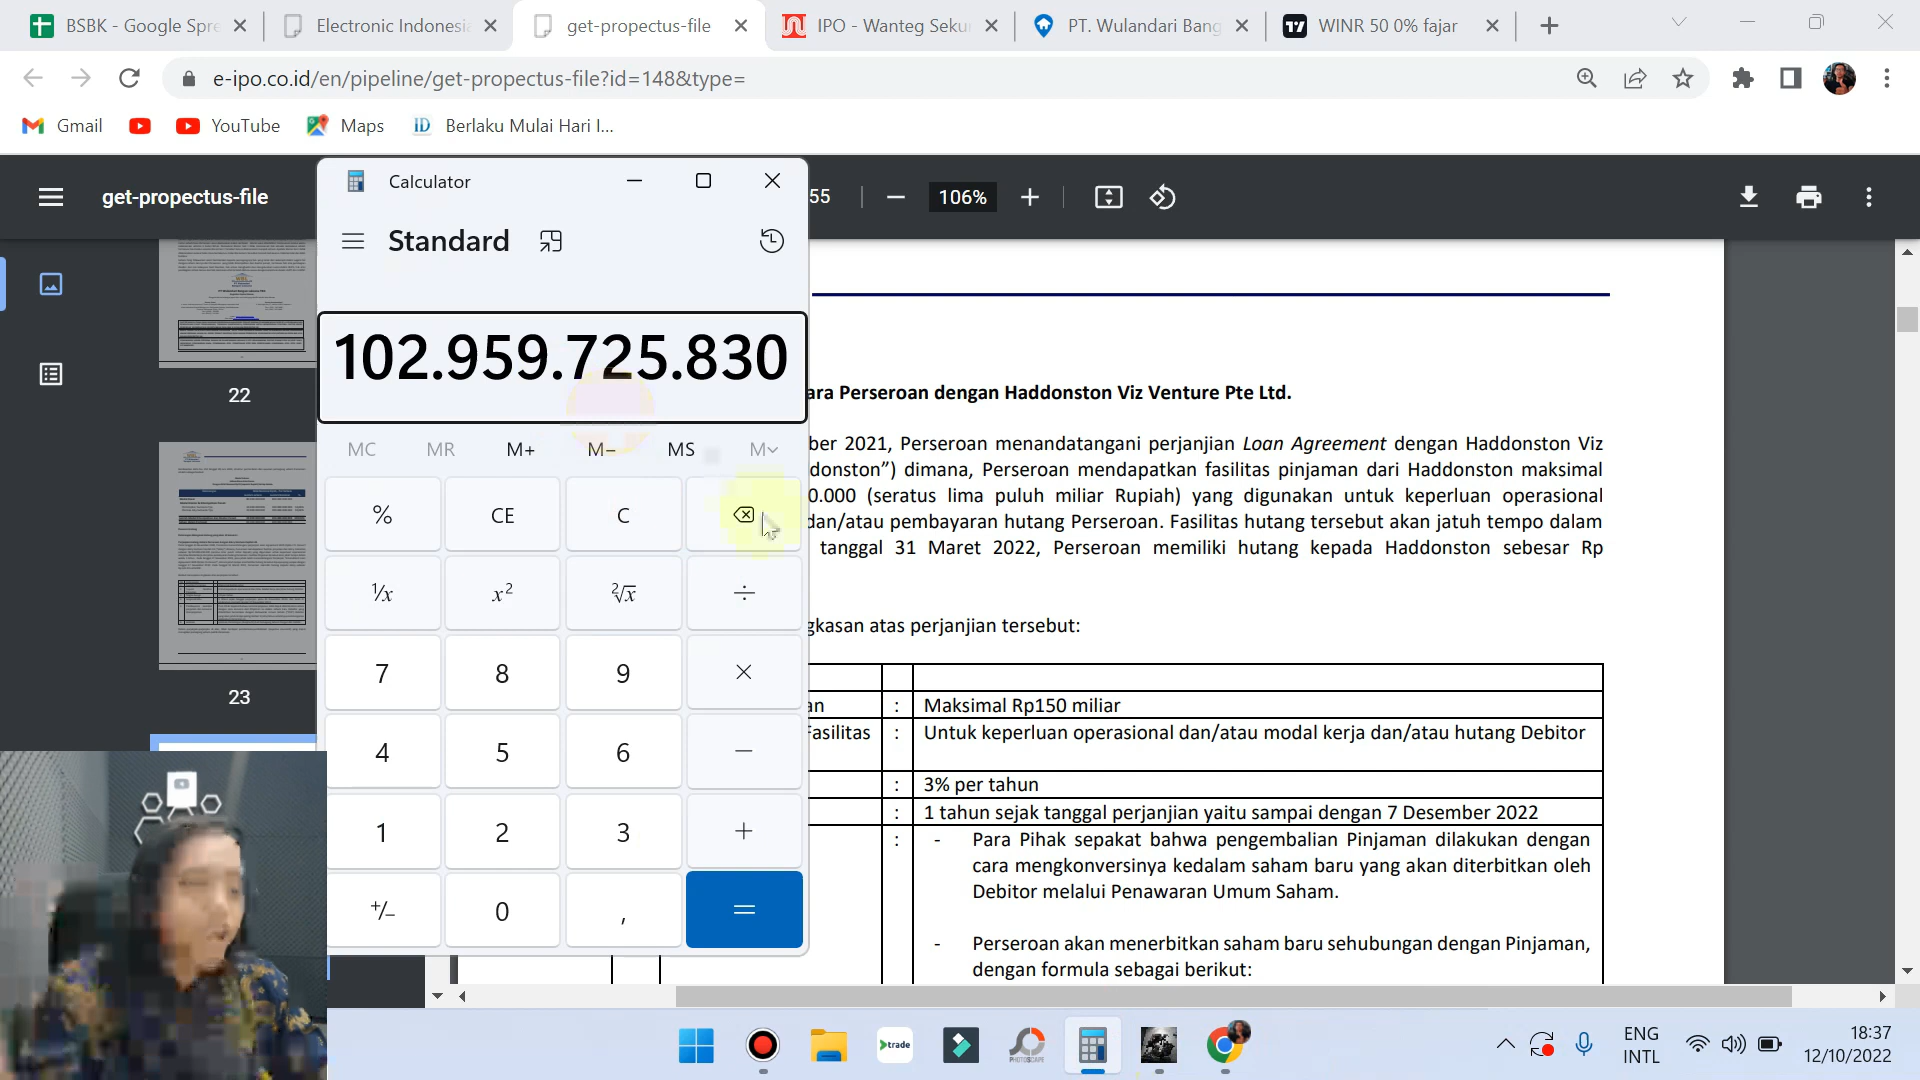 BSBK - Google Spre
Electronic Indonesia
get-propectus-file
IPO - Wanteg Seku
PT. Wulandari Bang
WINR 50 0% fajar
e-ipo.co.id/en/pipeline/get-propectus-file?id=148&type=
Gmail
YouTube
Maps
Berlaku Mulai Hari I...
get-propectus-file
55
106%
Calculator
Standard
102.959.725.830
MC MR M+ M− MS M
% CE C
¹/x x² ²√x ÷
7 8 9 ×
4 5 6 −
1 2 3 +
+/− 0 , =
22
23
ara Perseroan dengan Haddonston Viz Venture Pte Ltd.
ber 2021, Perseroan menandatangani perjanjian Loan Agreement dengan Haddonston Viz
donston”) dimana, Perseroan mendapatkan fasilitas pinjaman dari Haddonston maksimal
0.000 (seratus lima puluh miliar Rupiah) yang digunakan untuk keperluan operasional
dan/atau pembayaran hutang Perseroan. Fasilitas hutang tersebut akan jatuh tempo dalam
tanggal 31 Maret 2022, Perseroan memiliki hutang kepada Haddonston sebesar Rp
gkasan atas perjanjian tersebut:
an : Maksimal Rp150 miliar
Fasilitas : Untuk keperluan operasional dan/atau modal kerja dan/atau hutang Debitor
: 3% per tahun
: 1 tahun sejak tanggal perjanjian yaitu sampai dengan 7 Desember 2022
: - Para Pihak sepakat bahwa pengembalian Pinjaman dilakukan dengan
cara mengkonversinya kedalam saham baru yang akan diterbitkan oleh
Debitor melalui Penawaran Umum Saham.
- Perseroan akan menerbitkan saham baru sehubungan dengan Pinjaman,
dengan formula sebagai berikut:
trade
PHOTOSCAPE
ENG
INTL
18:37
12/10/2022